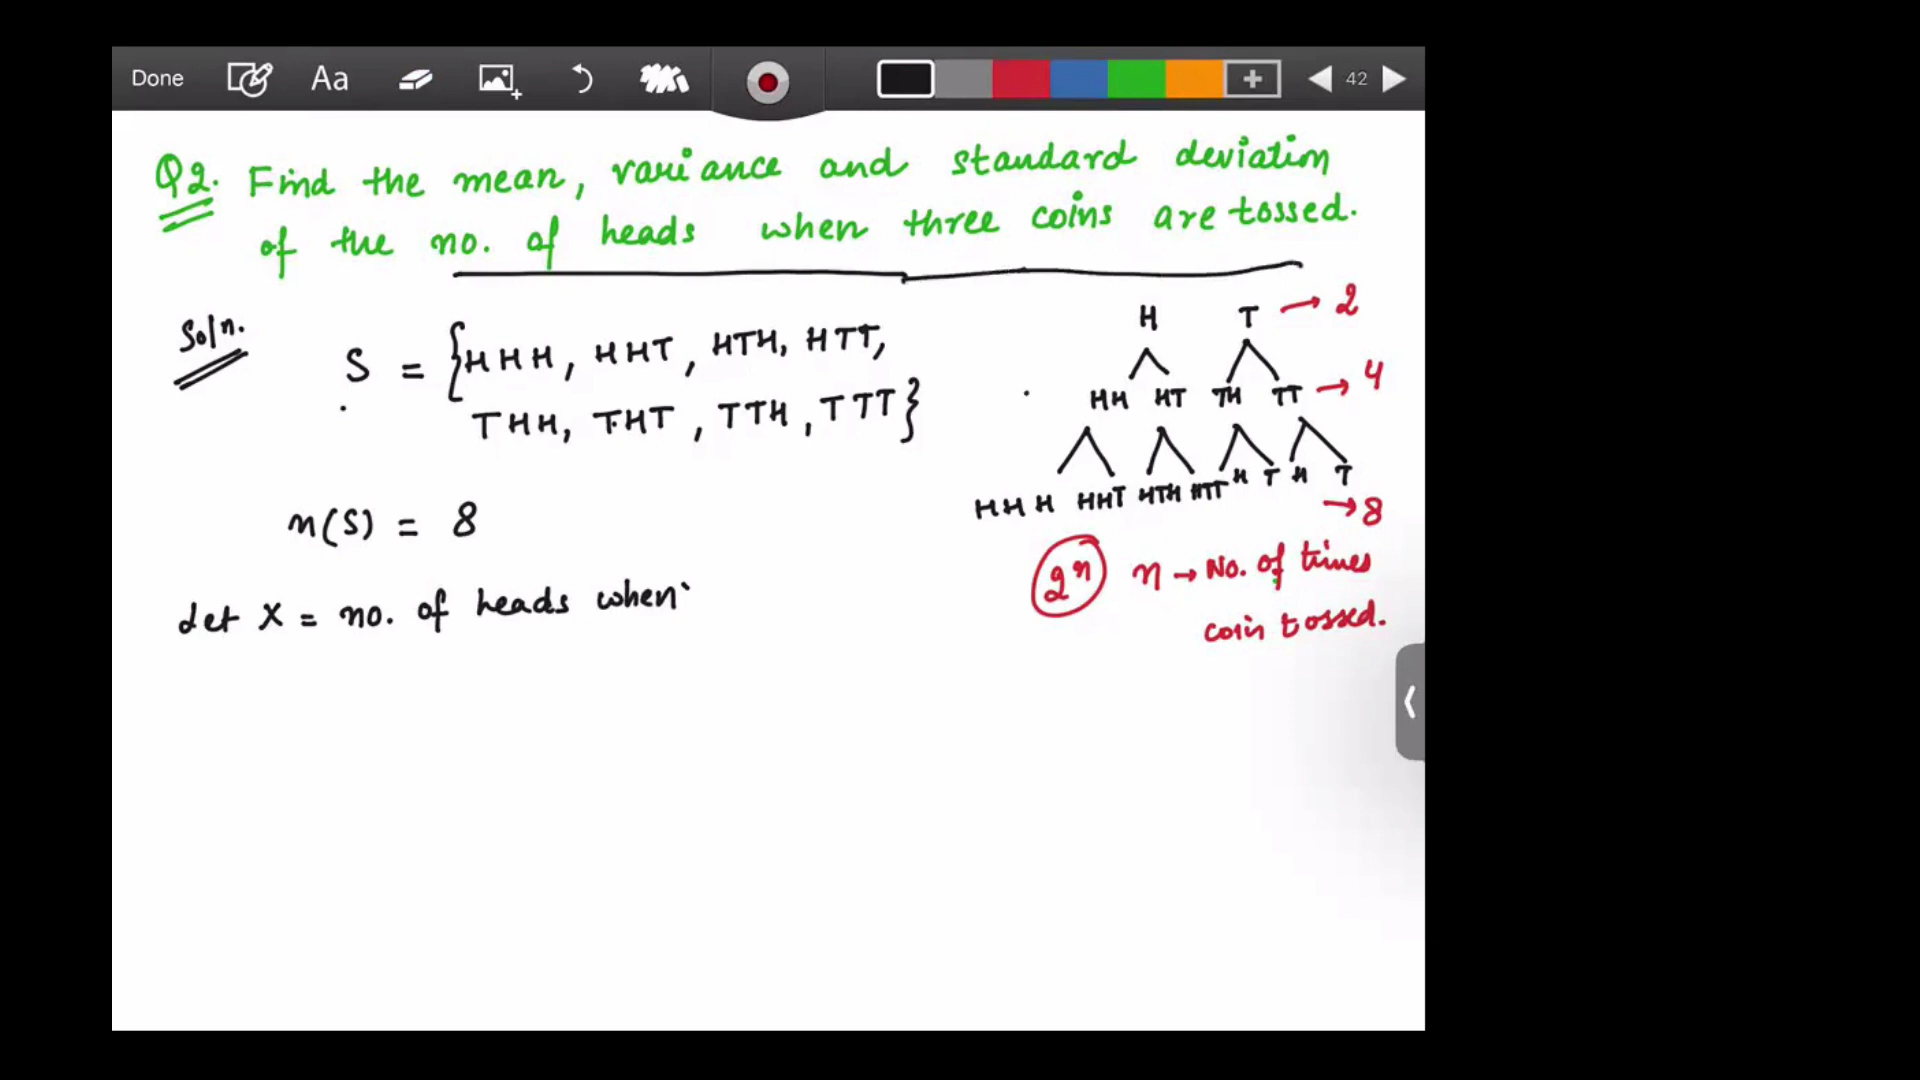 Done Aa 42
Q2. Find the mean, variance and standard deviation
of the no. of heads when three coins are tossed.
Soln.
S = {HHH, HHT, HTH, HTT,
THH, THT, TTH, TTT}
n(S) = 8
Let X = no. of heads when
H T → 2
HH HT TH TT → 4
HHH HHT HTH HTT H T H T
→ 8
2ⁿ n → No. of times
coin tossed.